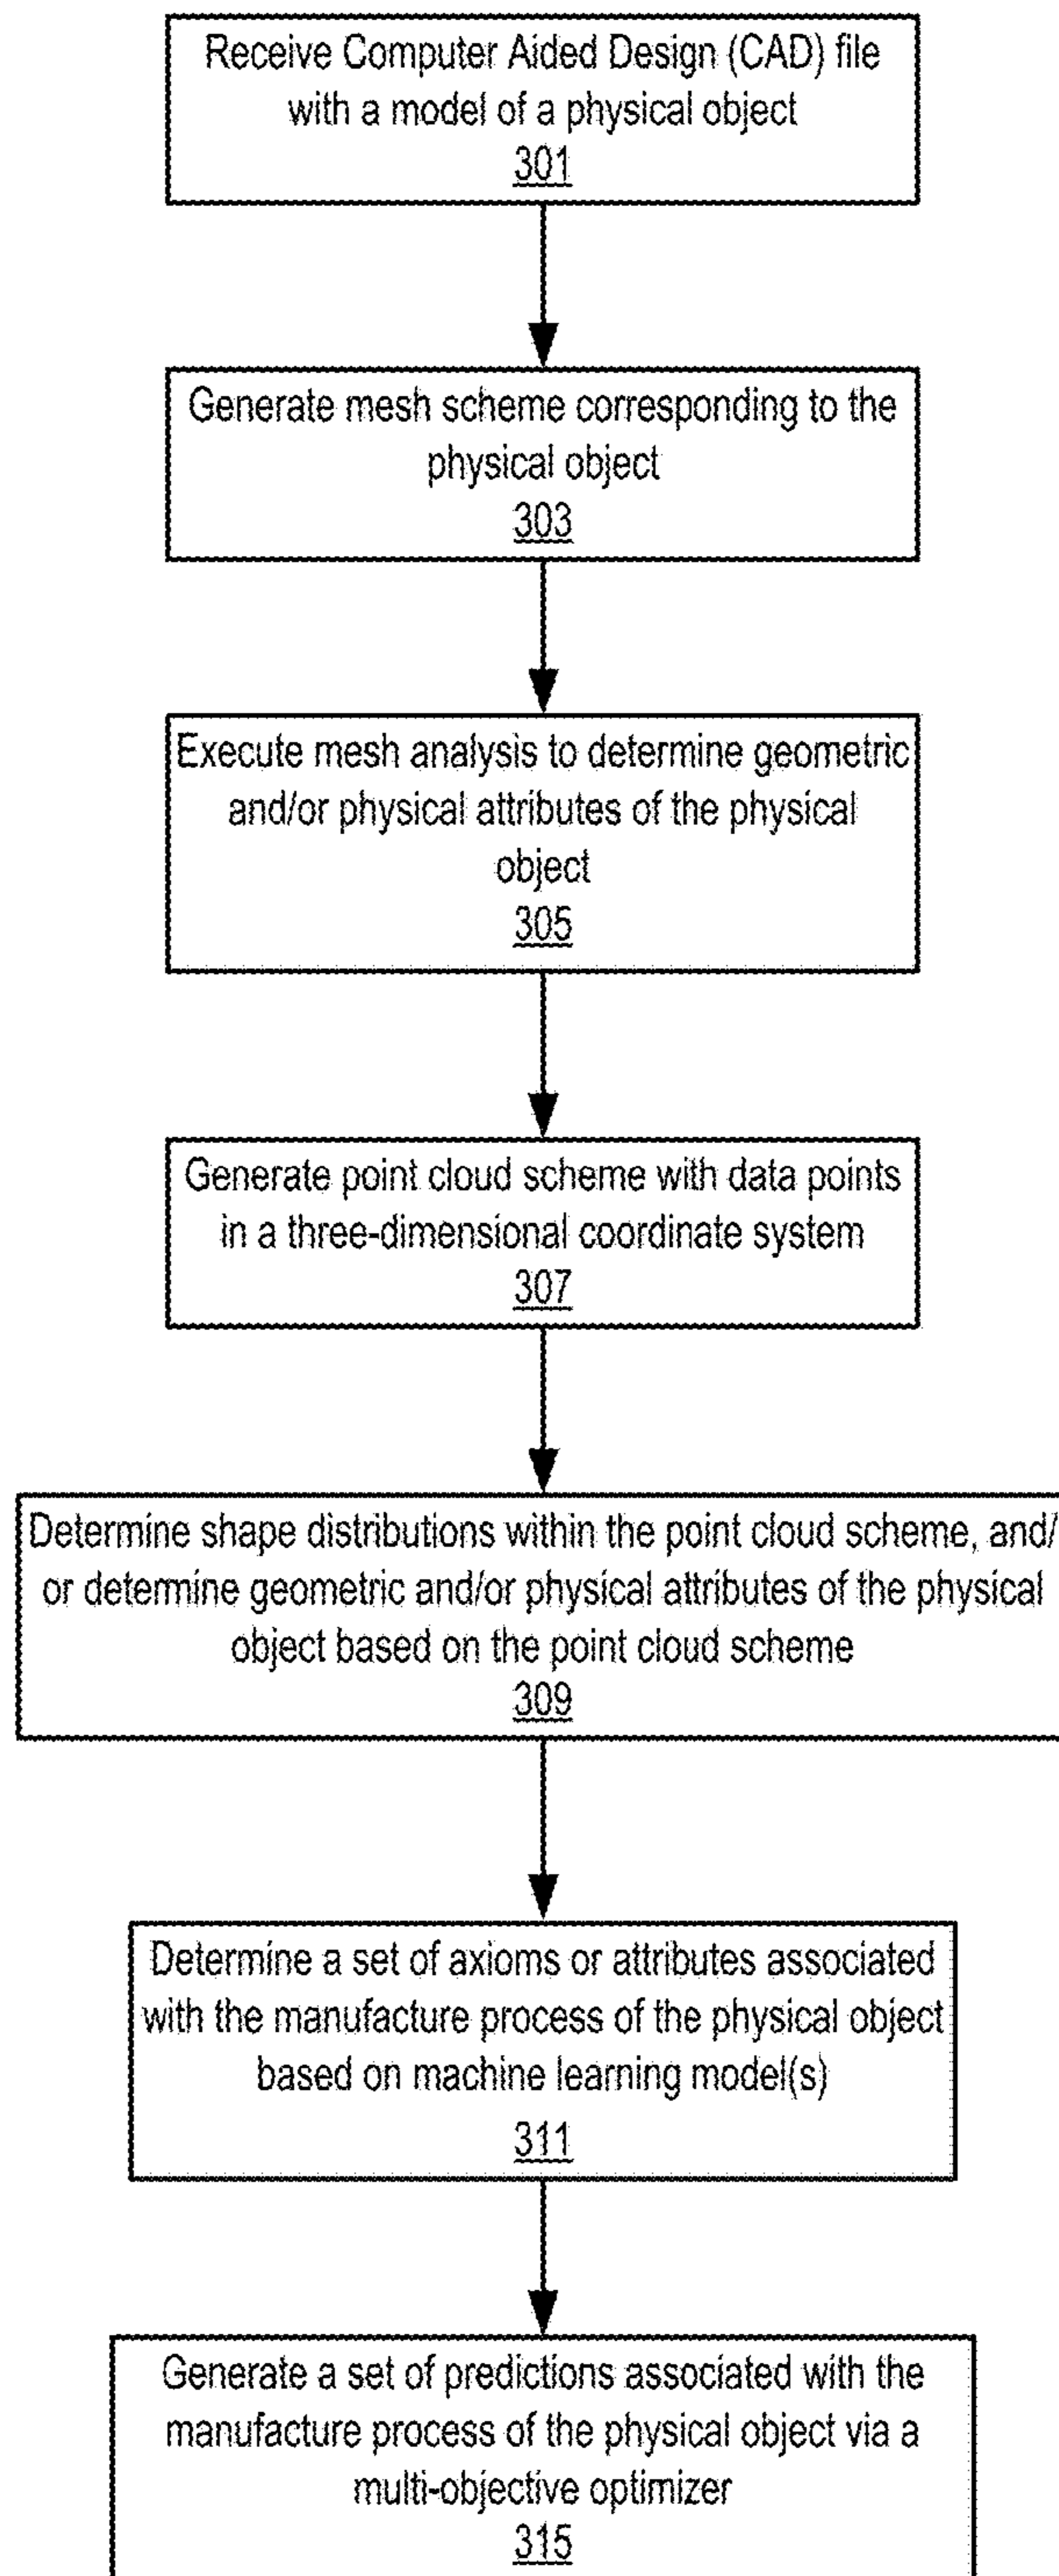 Receive Computer Aided Design (CAD) file
with a model of a physical object
301
Generate mesh scheme corresponding to the
physical object
303
Execute mesh analysis to determine geometric
and/or physical attributes of the physical
object
305
Generate point cloud scheme with data points
in a three-dimensional coordinate system
307
Determine shape distributions within the point cloud scheme, and/
or determine geometric and/or physical attributes of the physical
object based on the point cloud scheme
309
Determine a set of axioms or attributes associated
with the manufacture process of the physical object
based on machine learning model(s)
311
Generate a set of predictions associated with the
manufacture process of the physical object via a
multi-objective optimizer
315